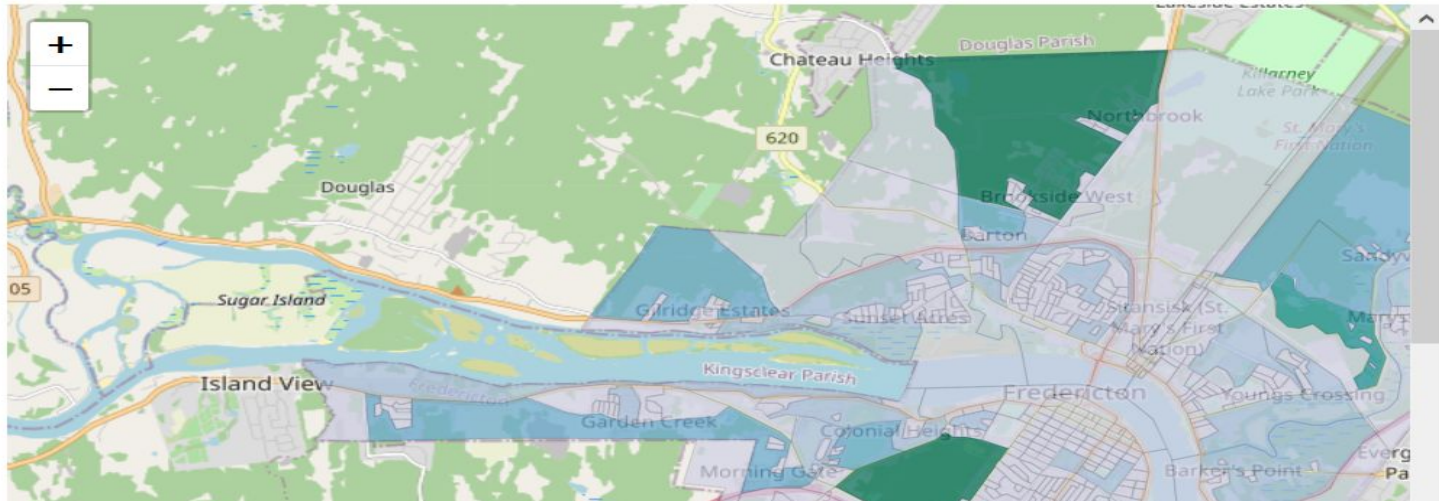 +
−
Lakeside Estates
Douglas Parish
Chateau Heights
Killarney
Lake Park
Northbrook
620
St. Mary's
First Nation
Douglas
Brookside West
Barton
05
Sugar Island
Gilridge Estates
Sunset Acres
Sitansisk (St.
Mary's First
Nation)
Sandyv
Marys
Kingsclear Parish
Island View
Fredericton
Fredericton
Youngs Crossing
Garden Creek
Colonial Heights
Morning Gate
Barker's Point
Everg
Pa